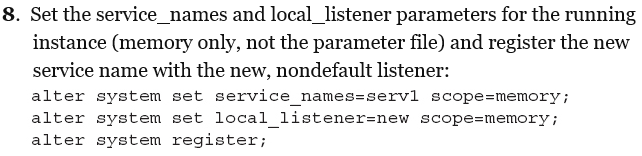 8. Set the service_names and local_listener parameters for the running
instance (memory only, not the parameter file) and register the new
service name with the new, nondefault listener:
alter system set service_names=serv1 scope=memory;
alter system set local_listener=new scope=memory;
alter system register;